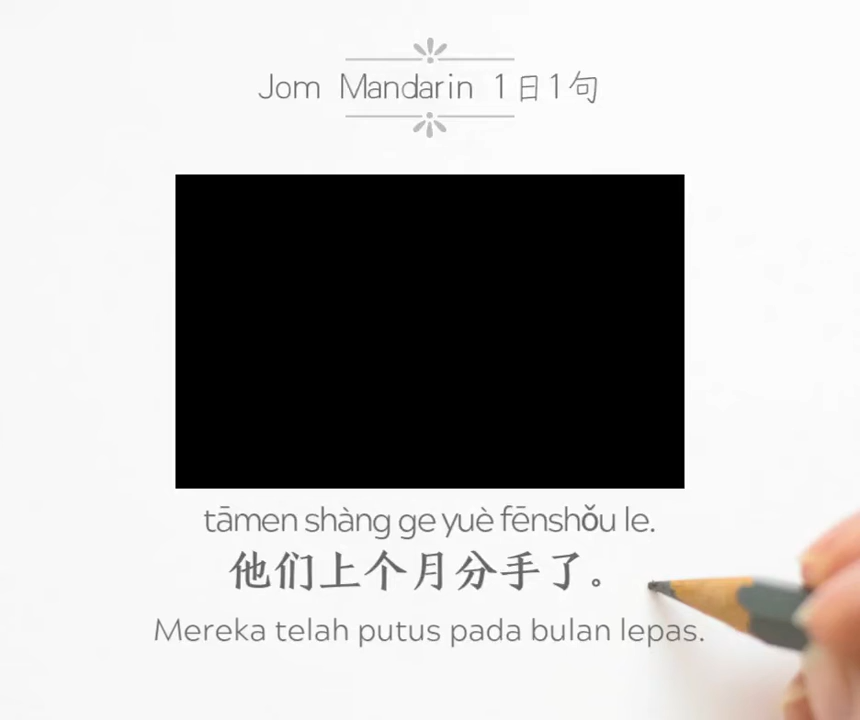 Jom Mandarin 1日1句
tāmen shàng ge yuè fēnshǒu le.
他们上个月分手了。
Mereka telah putus pada bulan lepas.